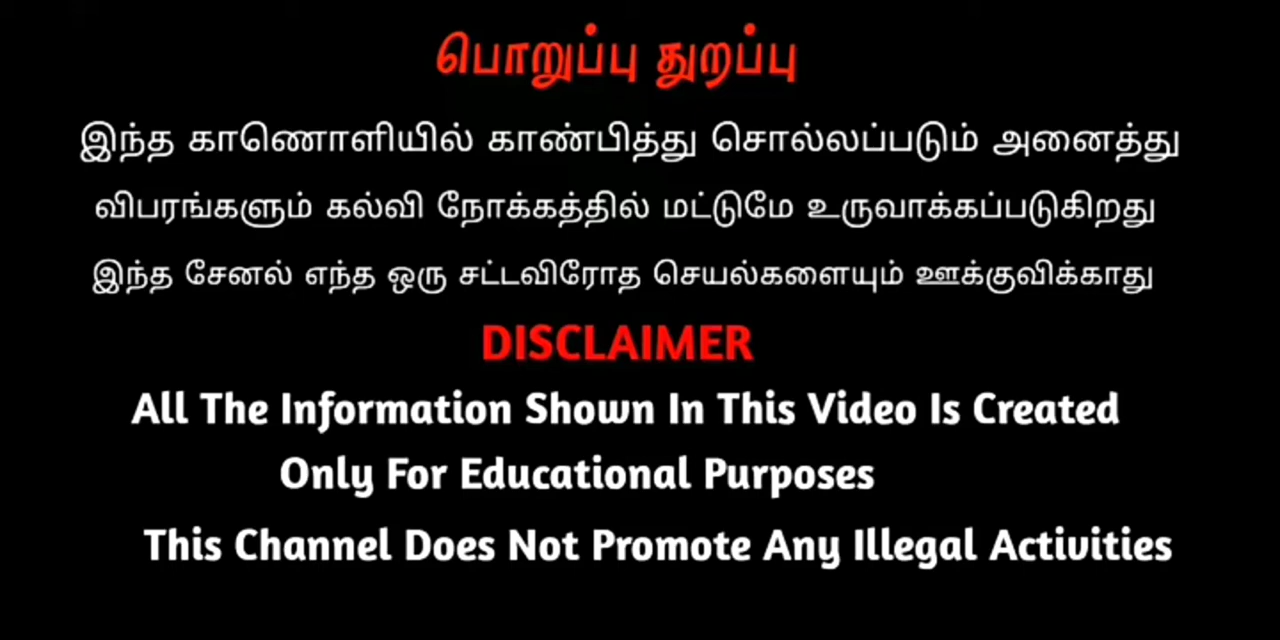 பொறுப்பு துறப்பு
இந்த காணொளியில் காண்பித்து சொல்லப்படும் அனைத்து
விபரங்களும் கல்வி நோக்கத்தில் மட்டுமே உருவாக்கப்படுகிறது
இந்த சேனல் எந்த ஒரு சட்டவிரோத செயல்களையும் ஊக்குவிக்காது
DISCLAIMER
All The Information Shown In This Video Is Created
Only For Educational Purposes
This Channel Does Not Promote Any Illegal Activities